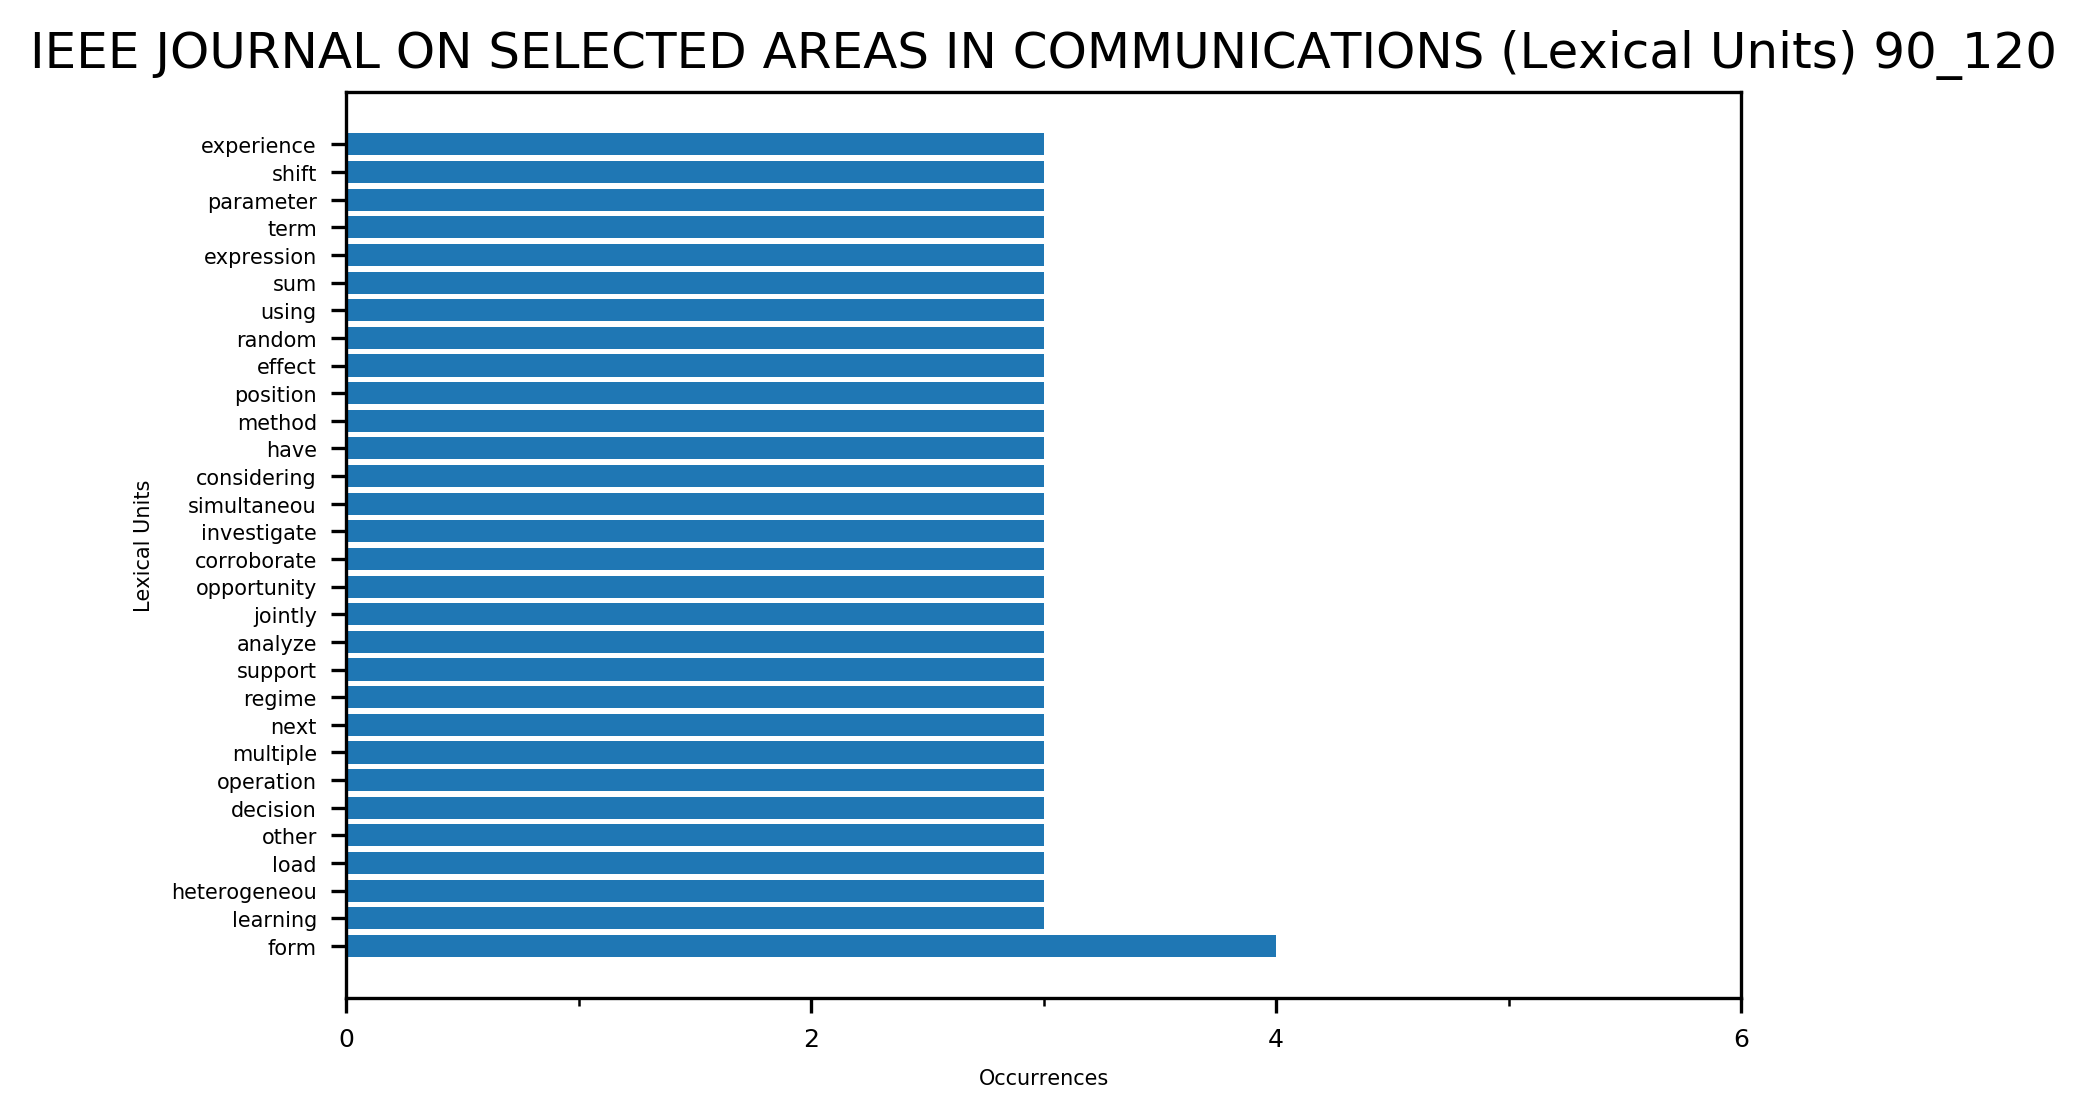 IEEE JOURNAL ON SELECTED AREAS IN COMMUNICATIONS (Lexical Units) 90_120
experience
shift
parameter
term
expression
sum
using
random
effect
position
method
have
considering
simultaneou
investigate
corroborate
opportunity
jointly
analyze
support
regime
next
multiple
operation
decision
other
load
heterogeneou
learning
form
Lexical Units
0 2 4 6
Occurrences